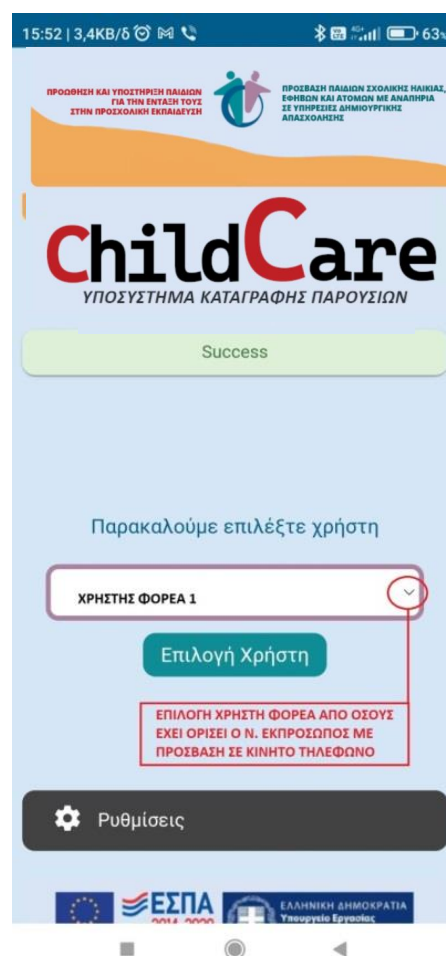 15:52 | 3,4KB/δ
4G+
63%
ΠΡΟΩΘΗΣΗ ΚΑΙ ΥΠΟΣΤΗΡΙΞΗ ΠΑΙΔΙΩΝ
ΓΙΑ ΤΗΝ ΕΝΤΑΞΗ ΤΟΥΣ
ΣΤΗΝ ΠΡΟΣΧΟΛΙΚΗ ΕΚΠΑΙΔΕΥΣΗ
ΠΡΟΣΒΑΣΗ ΠΑΙΔΙΩΝ ΣΧΟΛΙΚΗΣ ΗΛΙΚΙΑΣ,
ΕΦΗΒΩΝ ΚΑΙ ΑΤΟΜΩΝ ΜΕ ΑΝΑΠΗΡΙΑ
ΣΕ ΥΠΗΡΕΣΙΕΣ ΔΗΜΙΟΥΡΓΙΚΗΣ
ΑΠΑΣΧΟΛΗΣΗΣ
ChildCare
ΥΠΟΣΥΣΤΗΜΑ ΚΑΤΑΓΡΑΦΗΣ ΠΑΡΟΥΣΙΩΝ
Success
Παρακαλούμε επιλέξτε χρήστη
ΧΡΗΣΤΗΣ ΦΟΡΕΑ 1
Επιλογή Χρήστη
ΕΠΙΛΟΓΗ ΧΡΗΣΤΗ ΦΟΡΕΑ ΑΠΟ ΟΣΟΥΣ
ΕΧΕΙ ΟΡΙΣΕΙ Ο Ν. ΕΚΠΡΟΣΩΠΟΣ ΜΕ
ΠΡΟΣΒΑΣΗ ΣΕ ΚΙΝΗΤΟ ΤΗΛΕΦΩΝΟ
Ρυθμίσεις
ΕΣΠΑ
2014-2020
ΕΛΛΗΝΙΚΗ ΔΗΜΟΚΡΑΤΙΑ
Υπουργείο Εργασίας